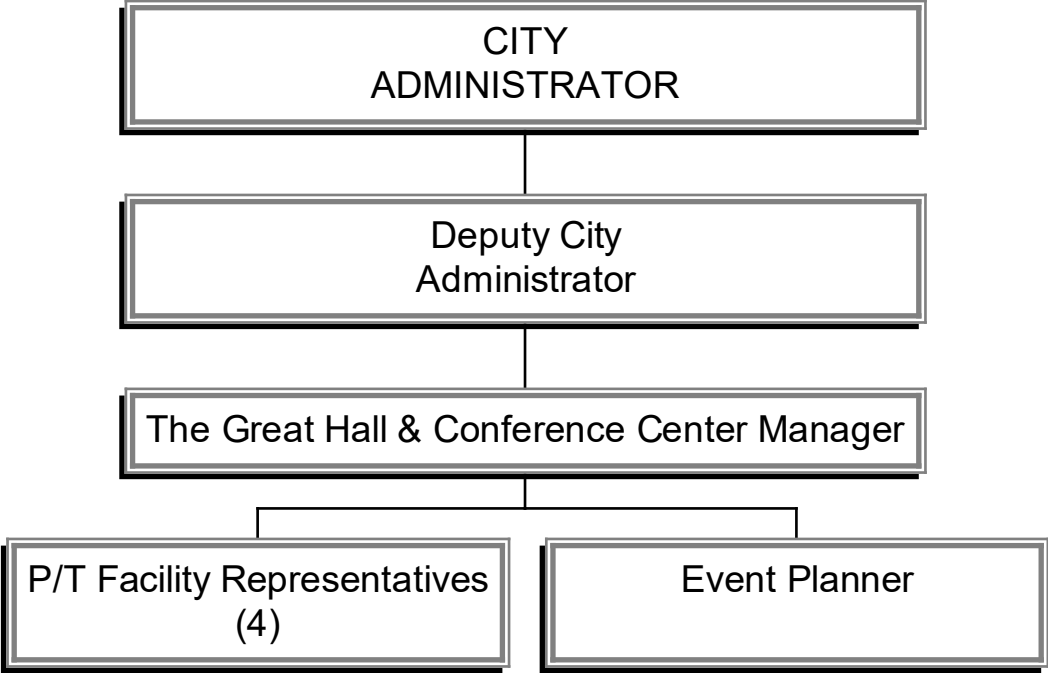 CITY
ADMINISTRATOR
Deputy City
Administrator
The Great Hall & Conference Center Manager
P/T Facility Representatives
(4)
Event Planner